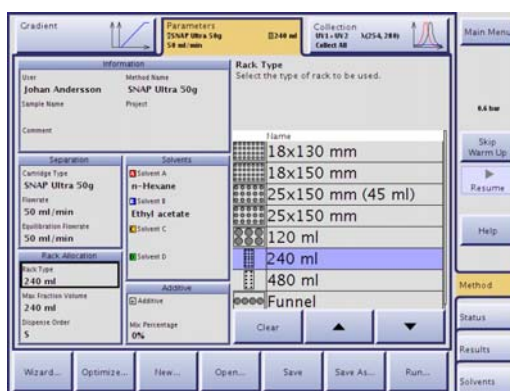 Gradient
Parameters
SNAP Ultra 50g
240 ml
50 ml/min
Collection
UV1 + UV2 λ(254, 280)
Collect All
Main Menu
Information
User
Method Name
Johan Andersson
SNAP Ultra 50g
Sample Name
Project
Comment
Rack Type
Select the type of rack to be used.
0.6 bar
Name
18x130 mm
18x150 mm
25x150 mm (45 ml)
25x150 mm
120 ml
240 ml
480 ml
Funnel
Skip
Warm Up
Resume
Help
Separation
Cartridge Type
SNAP Ultra 50g
Flowrate
50 ml/min
Equilibration Flowrate
50 ml/min
Solvents
A Solvent A
n-Hexane
B Solvent B
Ethyl acetate
C Solvent C
D Solvent D
Rack Allocation
Rack Type
240 ml
Max Fraction Volume
240 ml
Dispense Order
S
Additive
Additive
Mix Percentage
0%
Clear
Method
Status
Results
Solvents
Wizard...
Optimize...
New...
Open...
Save
Save As...
Run...